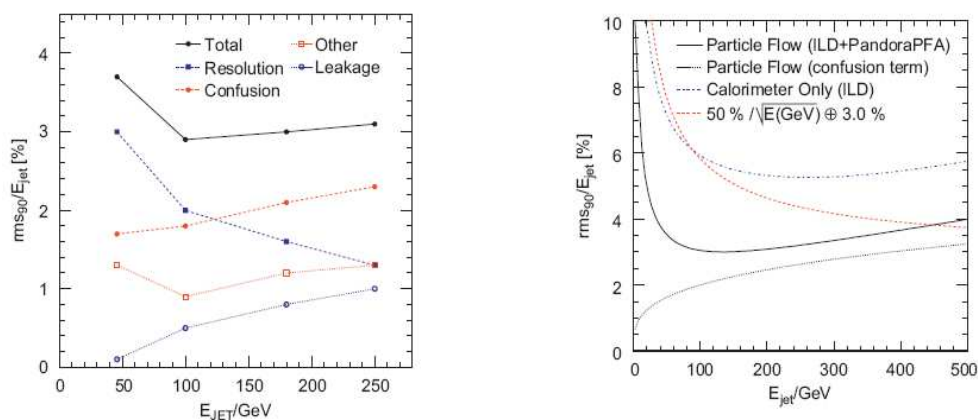 Total
Other
Resolution
Leakage
Confusion
rms90/Ejet [%]
4
3
2
1
0
0 50 100 150 200 250
EJET/GeV
Particle Flow (ILD+PandoraPFA)
Particle Flow (confusion term)
Calorimeter Only (ILD)
50 % /√E(GeV) ⊕ 3.0 %
rms90/Ejet [%]
10
8
6
4
2
0
0 100 200 300 400 500
Ejet/GeV